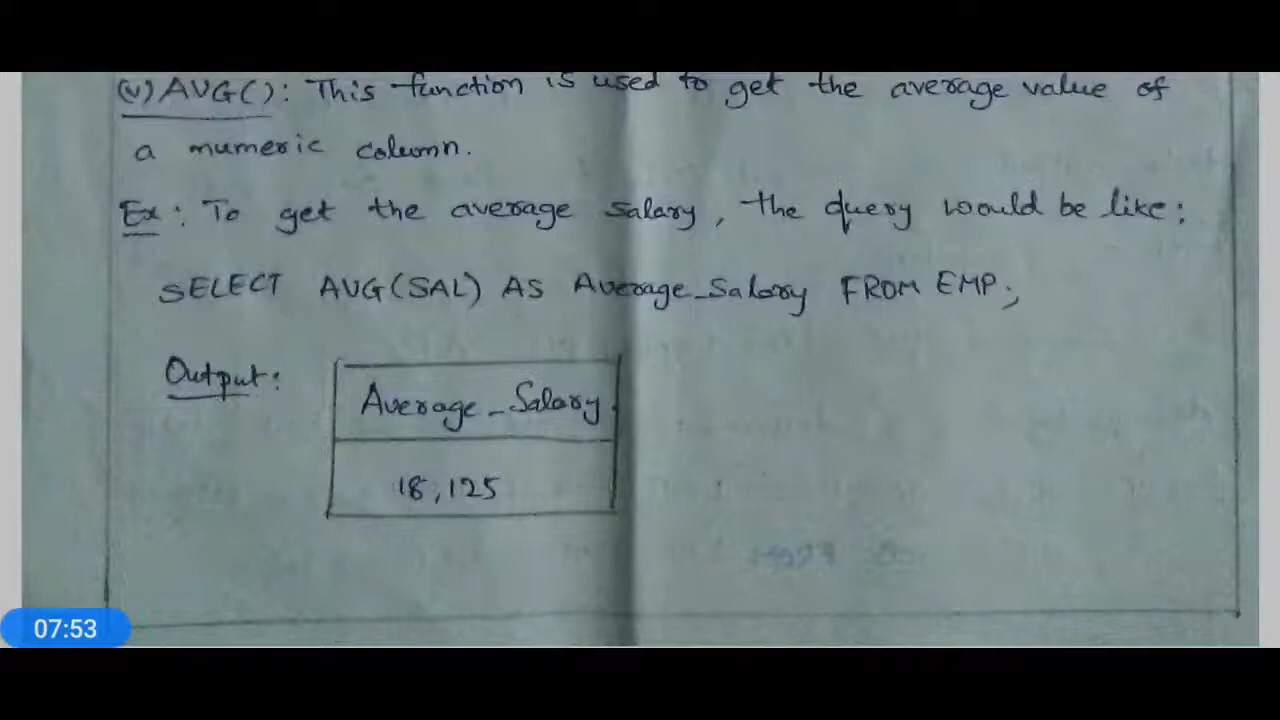 (v) AVG(): This function is used to get the average value of
a numeric column.
Ex: To get the average salary, the query would be like:
SELECT AVG(SAL) AS Average_Salary FROM EMP;
Output:
Average_Salary
18,125
07:53